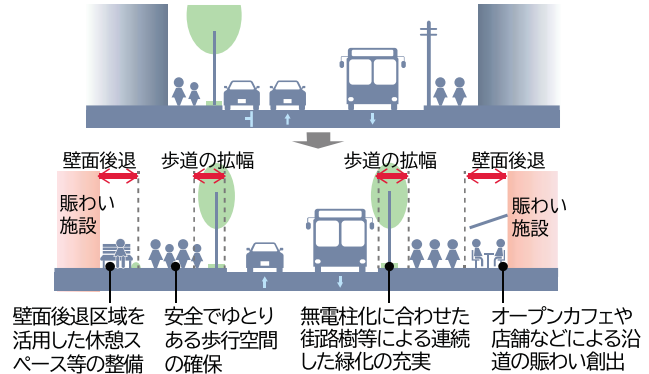 壁面後退
歩道の拡幅
歩道の拡幅
壁面後退
賑わい
施設
賑わい
施設
壁面後退区域を
活用した休憩ス
ペース等の整備
安全でゆとり
ある歩行空間
の確保
無電柱化に合わせた
街路樹等による連続
した緑化の充実
オープンカフェや
店舗などによる沿
道の賑わい創出